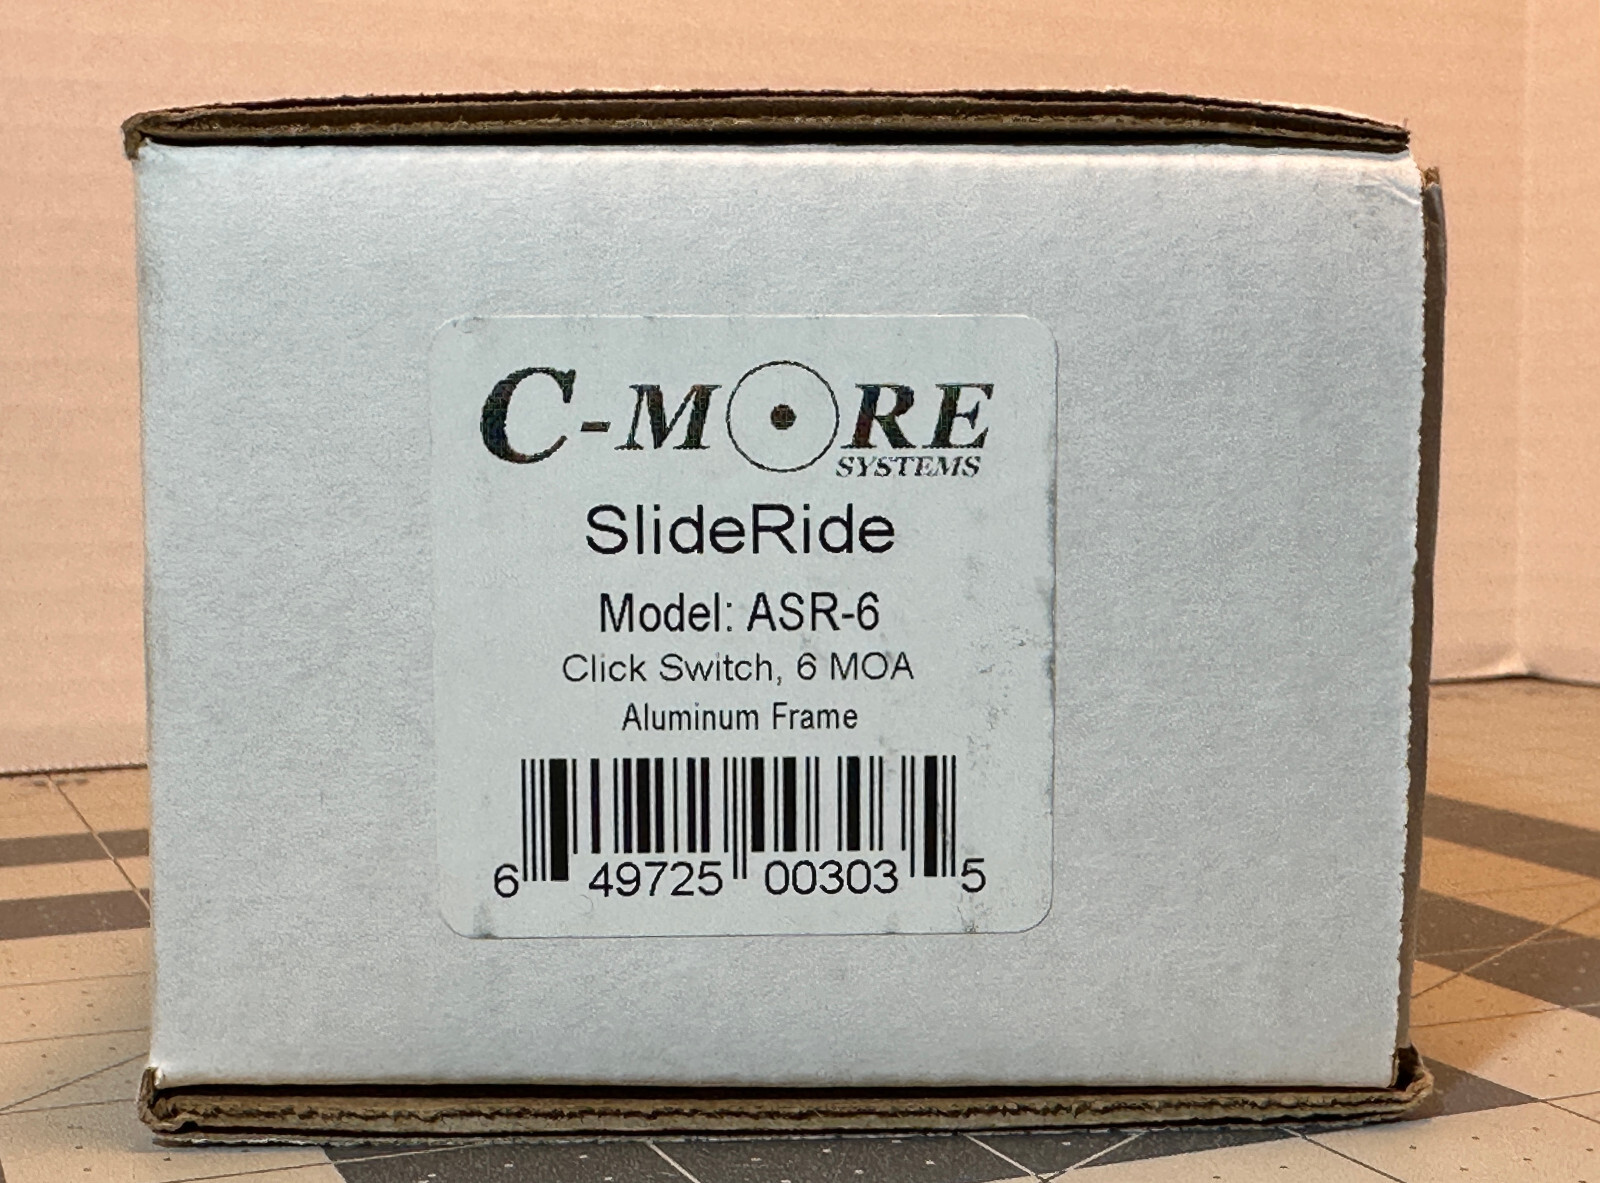 C-MORE
SYSTEMS
SlideRide
Model: ASR-6
Click Switch, 6 MOA
Aluminum Frame
6 49725 00303 5